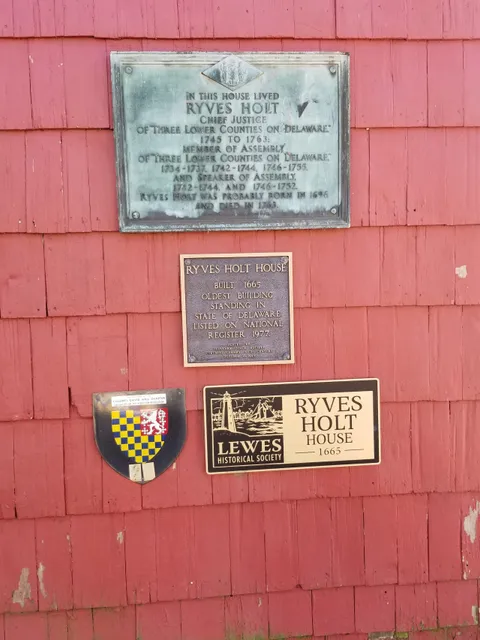 IN THIS HOUSE LIVED
RYVES HOLT
CHIEF JUSTICE
OF "THREE LOWER COUNTIES ON DELAWARE"
1745 TO 1763;
MEMBER OF ASSEMBLY
OF "THREE LOWER COUNTIES ON DELAWARE"
1734-1737, 1742-1744, 1746-1755,
AND SPEAKER OF ASSEMBLY
1742-1744, AND 1746-1752.
RYVES HOLT WAS PROBABLY BORN IN 1696
AND DIED IN 1763.
RYVES HOLT HOUSE
BUILT 1665
OLDEST BUILDING
STANDING IN
STATE OF DELAWARE
LISTED ON NATIONAL
REGISTER 1977
LEWES
HISTORICAL SOCIETY
RYVES
HOLT
HOUSE
1665